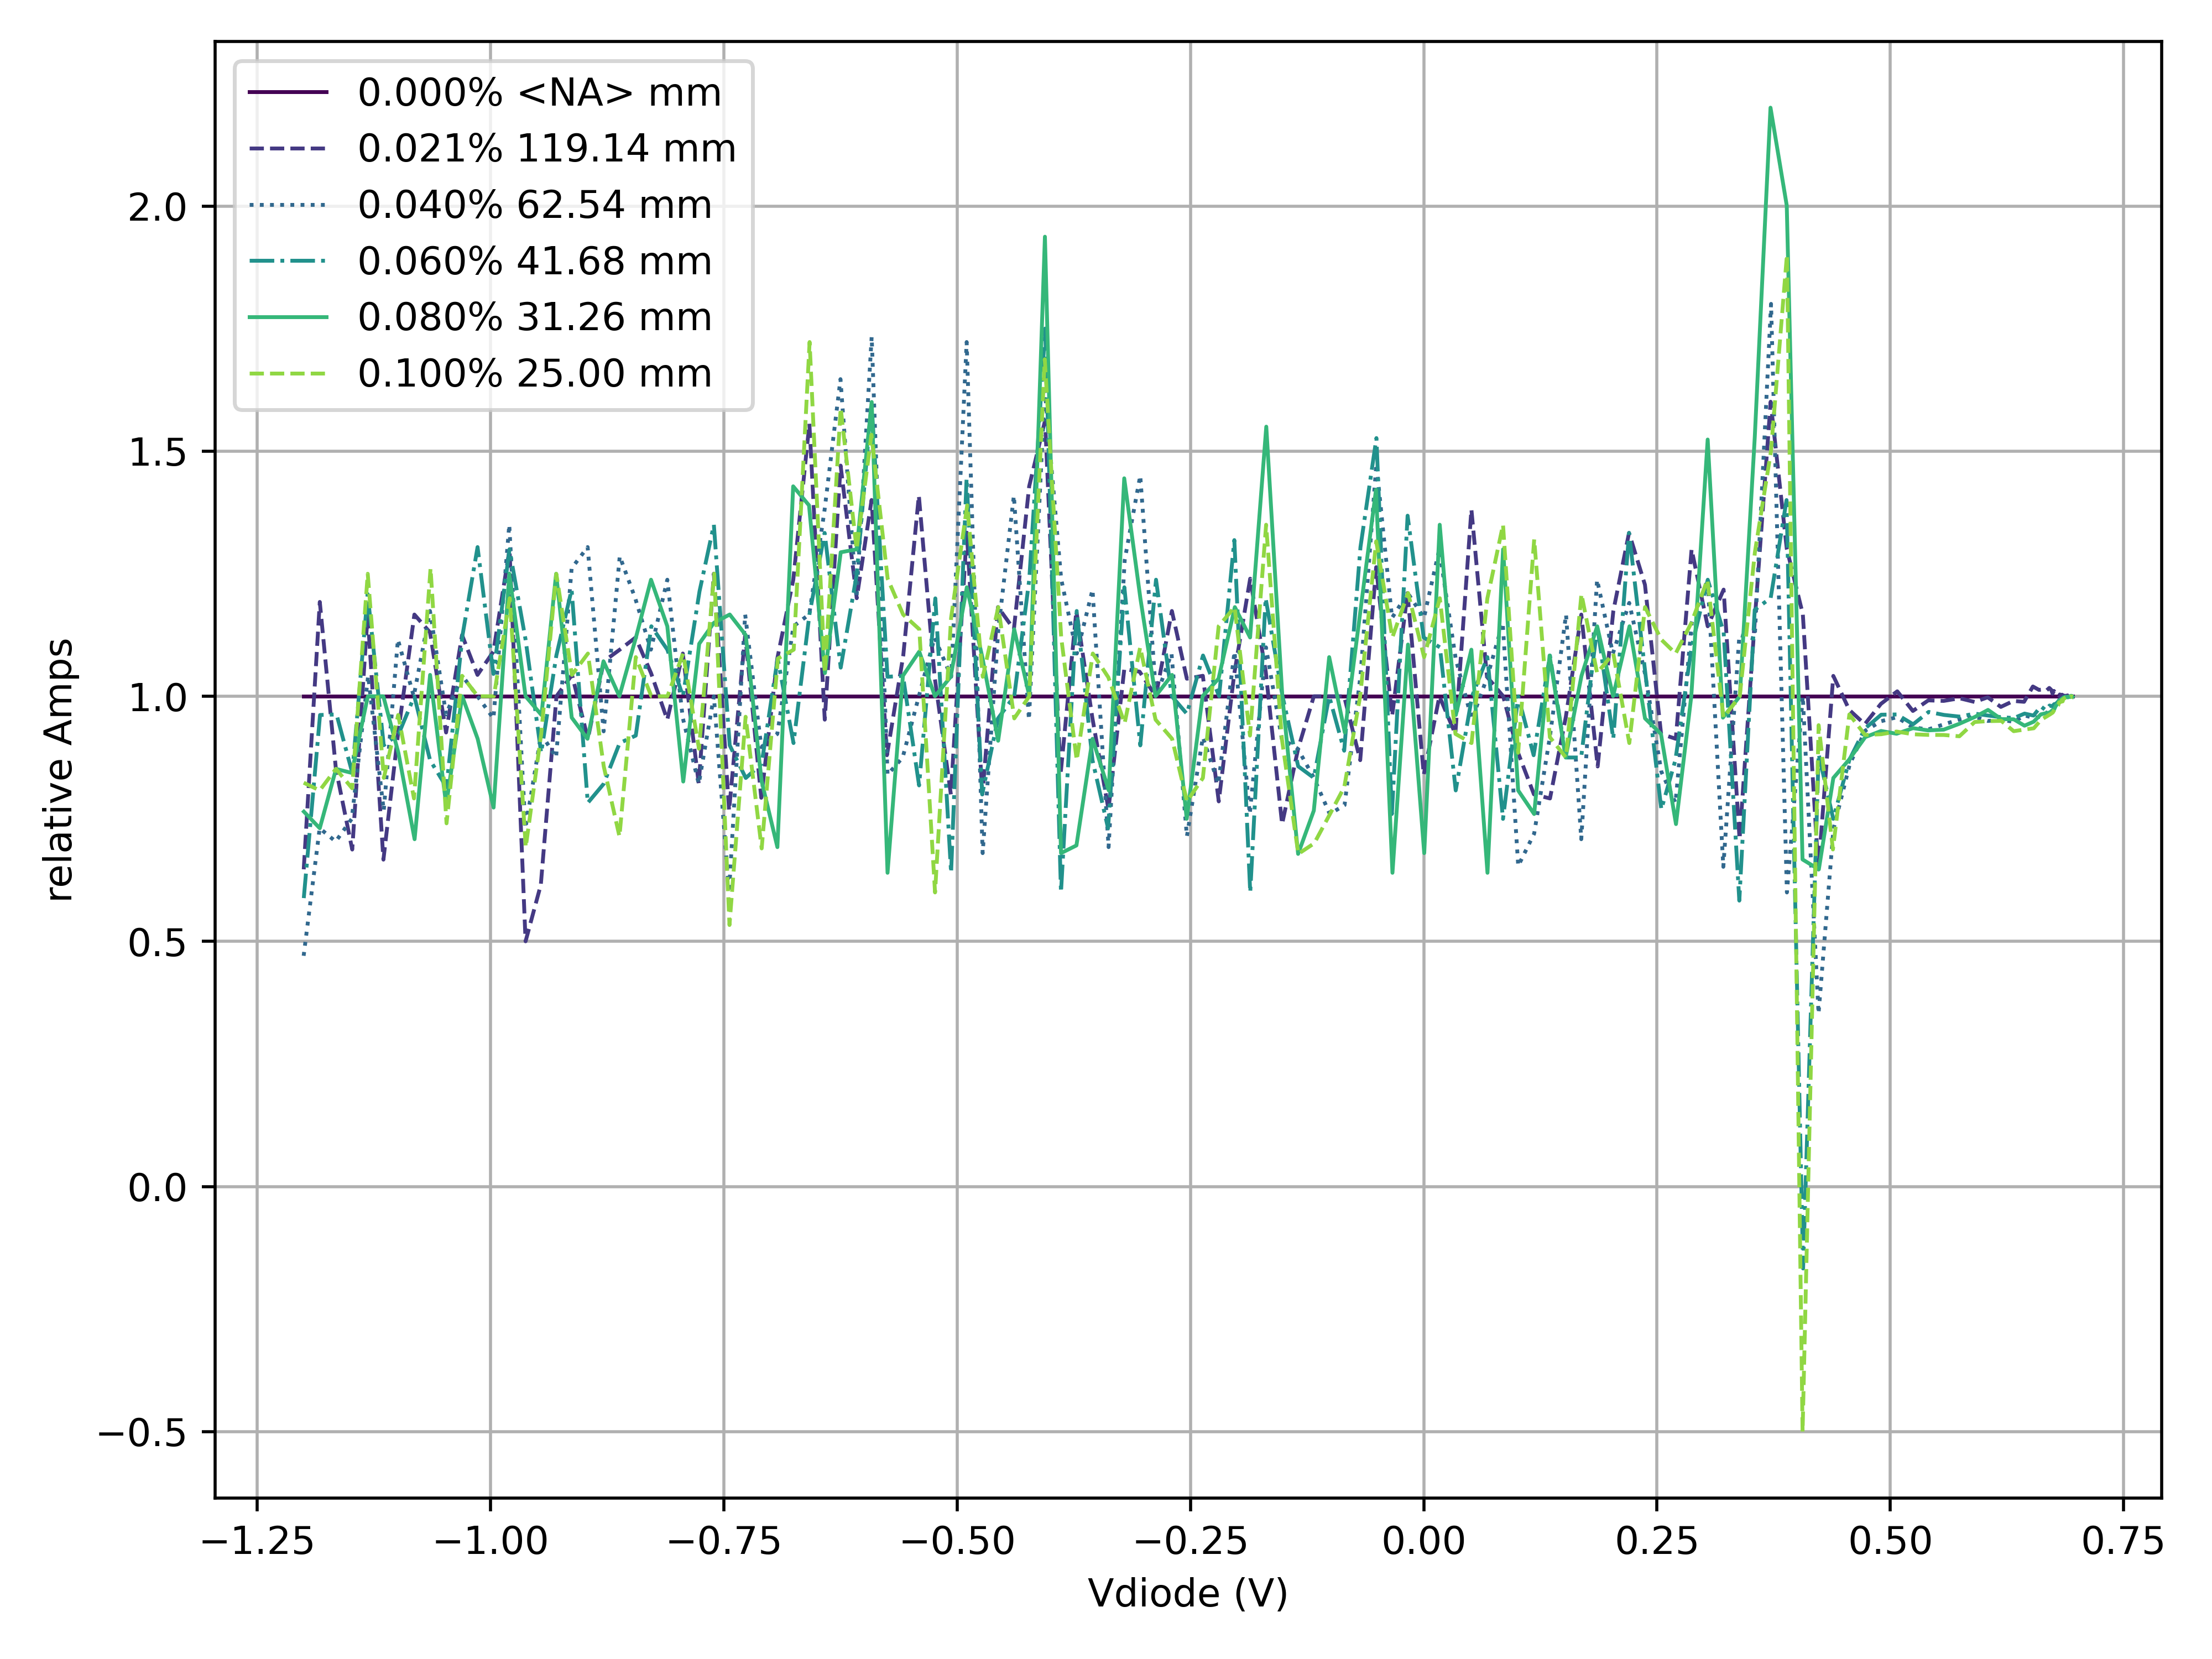 0.000% <NA> mm
0.021% 119.14 mm
0.040% 62.54 mm
0.060% 41.68 mm
0.080% 31.26 mm
0.100% 25.00 mm
2.0
1.5
1.0
0.5
0.0
−0.5
relative Amps
−1.25 −1.00 −0.75 −0.50 −0.25 0.00 0.25 0.50 0.75
Vdiode (V)